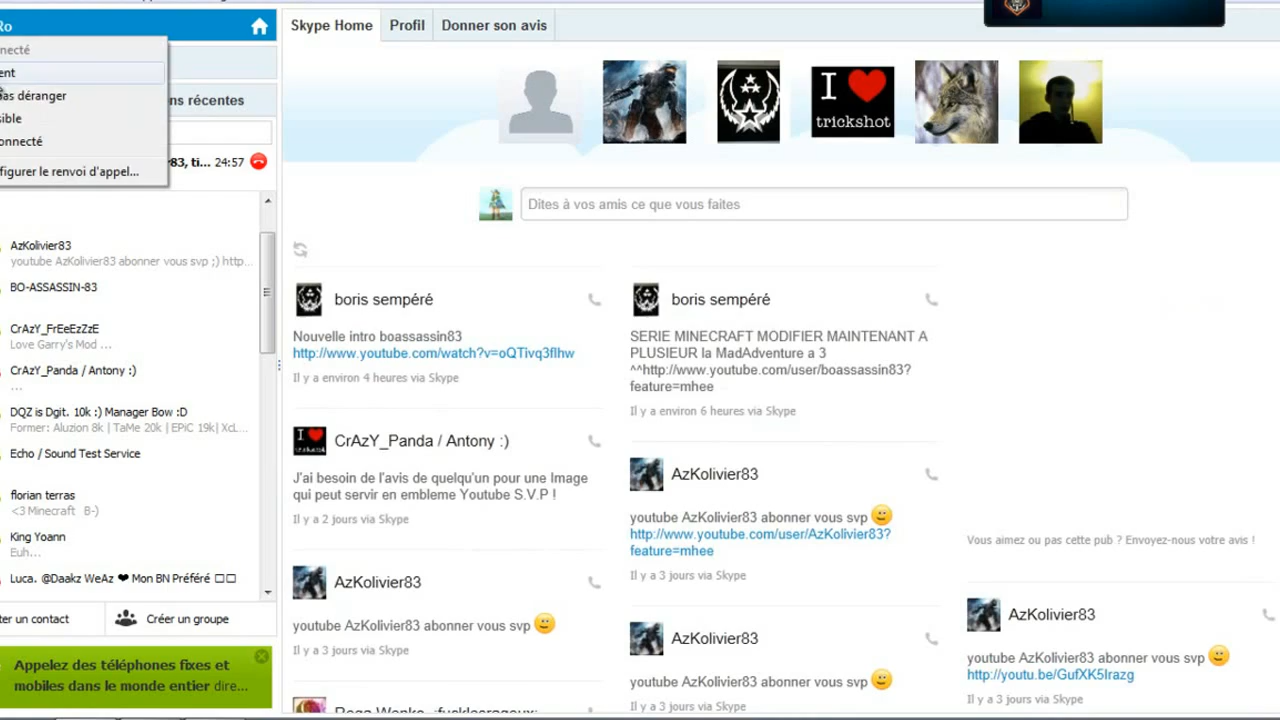 Ro
necté
ent
as déranger
sible
onnecté
figurer le renvoi d'appel...
ns récentes
83, ti... 24:57
AzKolivier83
youtube AzKolivier83 abonner vous svp ;) http...
BO-ASSASSIN-83
CrAzY_FrEeEzZzE
Love Garry's Mod ...
CrAzY_Panda / Antony :)
...
DQZ is Dgit. 10k :) Manager Bow :D
Former: Aluzion 8k | TaMe 20k | EPiC 19k| XcL...
Echo / Sound Test Service
florian terras
<3 Minecraft B-)
King Yoann
Euh...
Luca. @Daakz WeAz ❤ Mon BN Préféré
ter un contact
Créer un groupe
Appelez des téléphones fixes et
mobiles dans le monde entier dire...
Skype Home
Profil
Donner son avis
I ❤
trickshot
Dites à vos amis ce que vous faites
boris sempéré
Nouvelle intro boassassin83
http://www.youtube.com/watch?v=oQTivq3flhw
Il y a environ 4 heures via Skype
CrAzY_Panda / Antony :)
J'ai besoin de l'avis de quelqu'un pour une Image
qui peut servir en embleme Youtube S.V.P !
Il y a 2 jours via Skype
AzKolivier83
youtube AzKolivier83 abonner vous svp
Il y a 3 jours via Skype
boris sempéré
SERIE MINECRAFT MODIFIER MAINTENANT A
PLUSIEUR la MadAdventure a 3
^^http://www.youtube.com/user/boassassin83?
feature=mhee
Il y a environ 6 heures via Skype
AzKolivier83
youtube AzKolivier83 abonner vous svp
http://www.youtube.com/user/AzKolivier83?
feature=mhee
Il y a 3 jours via Skype
AzKolivier83
youtube AzKolivier83 abonner vous svp
Il y a 3 jours via Skype
Vous aimez ou pas cette pub ? Envoyez-nous votre avis !
AzKolivier83
youtube AzKolivier83 abonner vous svp
http://youtu.be/GufXK5Irazg
Il y a 3 jours via Skype